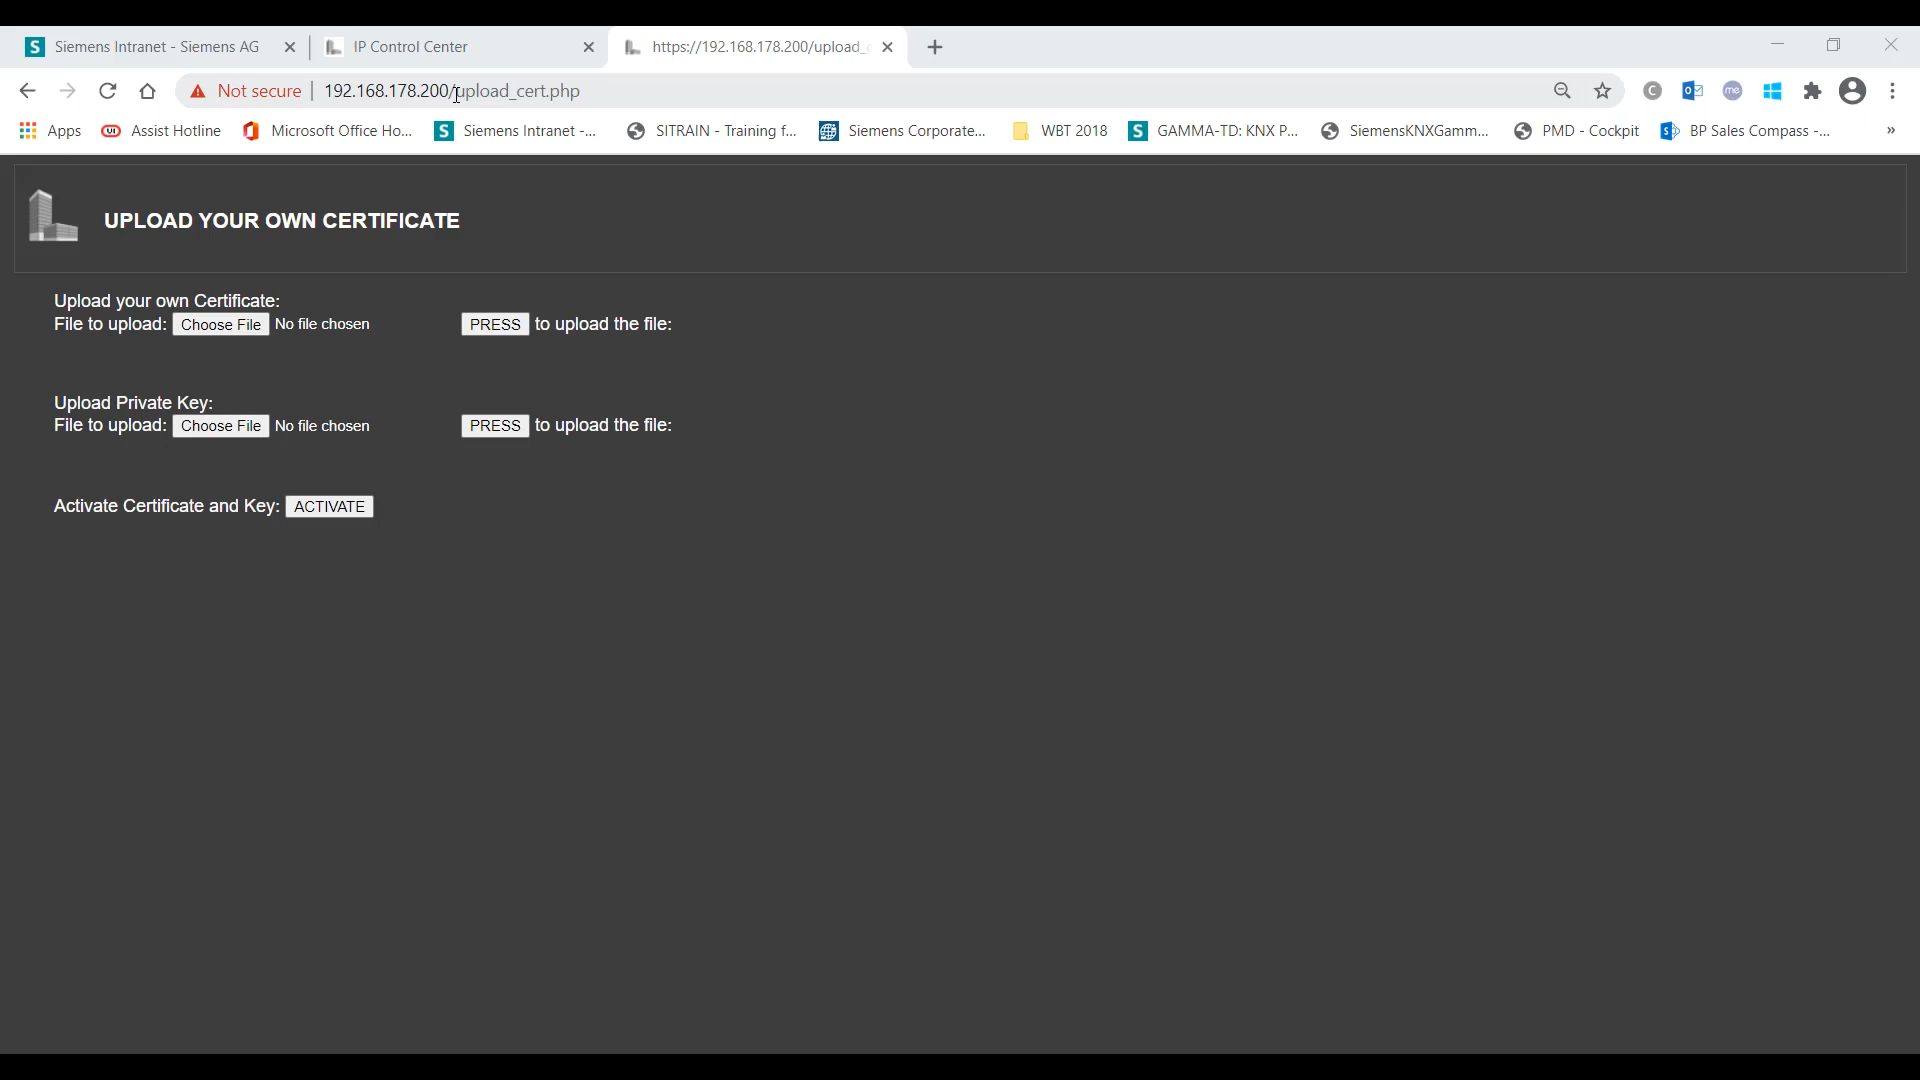 S Siemens Intranet - Siemens AG
IP Control Center
https://192.168.178.200/upload_c
Not secure 192.168.178.200/upload_cert.php
C
me
Apps
UI Assist Hotline
Microsoft Office Ho...
S Siemens Intranet -...
SITRAIN - Training f...
Siemens Corporate...
WBT 2018
S GAMMA-TD: KNX P...
SiemensKNXGamm...
PMD - Cockpit
S BP Sales Compass -...
»
UPLOAD YOUR OWN CERTIFICATE
Upload your own Certificate:
File to upload: Choose File No file chosen PRESS to upload the file:
Upload Private Key:
File to upload: Choose File No file chosen PRESS to upload the file:
Activate Certificate and Key: ACTIVATE